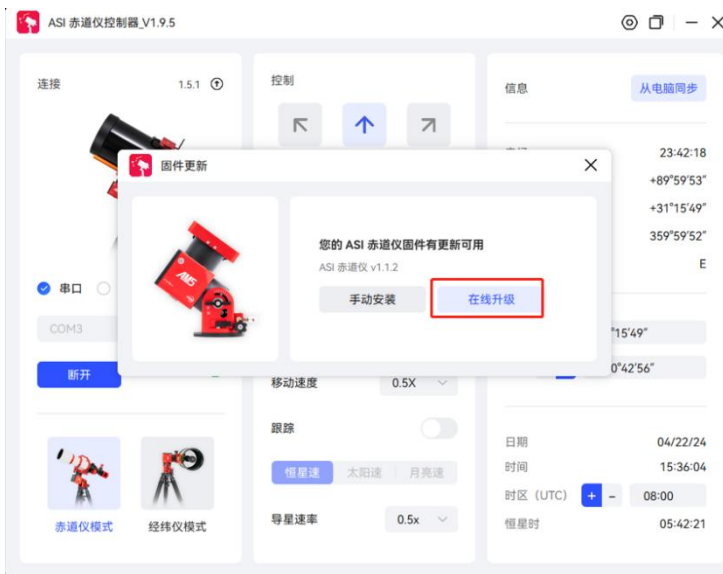 ASI 赤道仪控制器_V1.9.5
连接
1.5.1
控制
信息
从电脑同步
23:42:18
固件更新
+89°59′53″
+31°15′49″
359°59′52″
E
您的 ASI 赤道仪固件有更新可用
ASI 赤道仪 v1.1.2
手动安装
在线升级
AM5
串口
COM3
°15′49″
断开
0°42′56″
移动速度
0.5X
跟踪
恒星速
太阳速
月亮速
导星速率
0.5x
赤道仪模式
经纬仪模式
日期
04/22/24
时间
15:36:04
时区（UTC）
+
−
08:00
恒星时
05:42:21